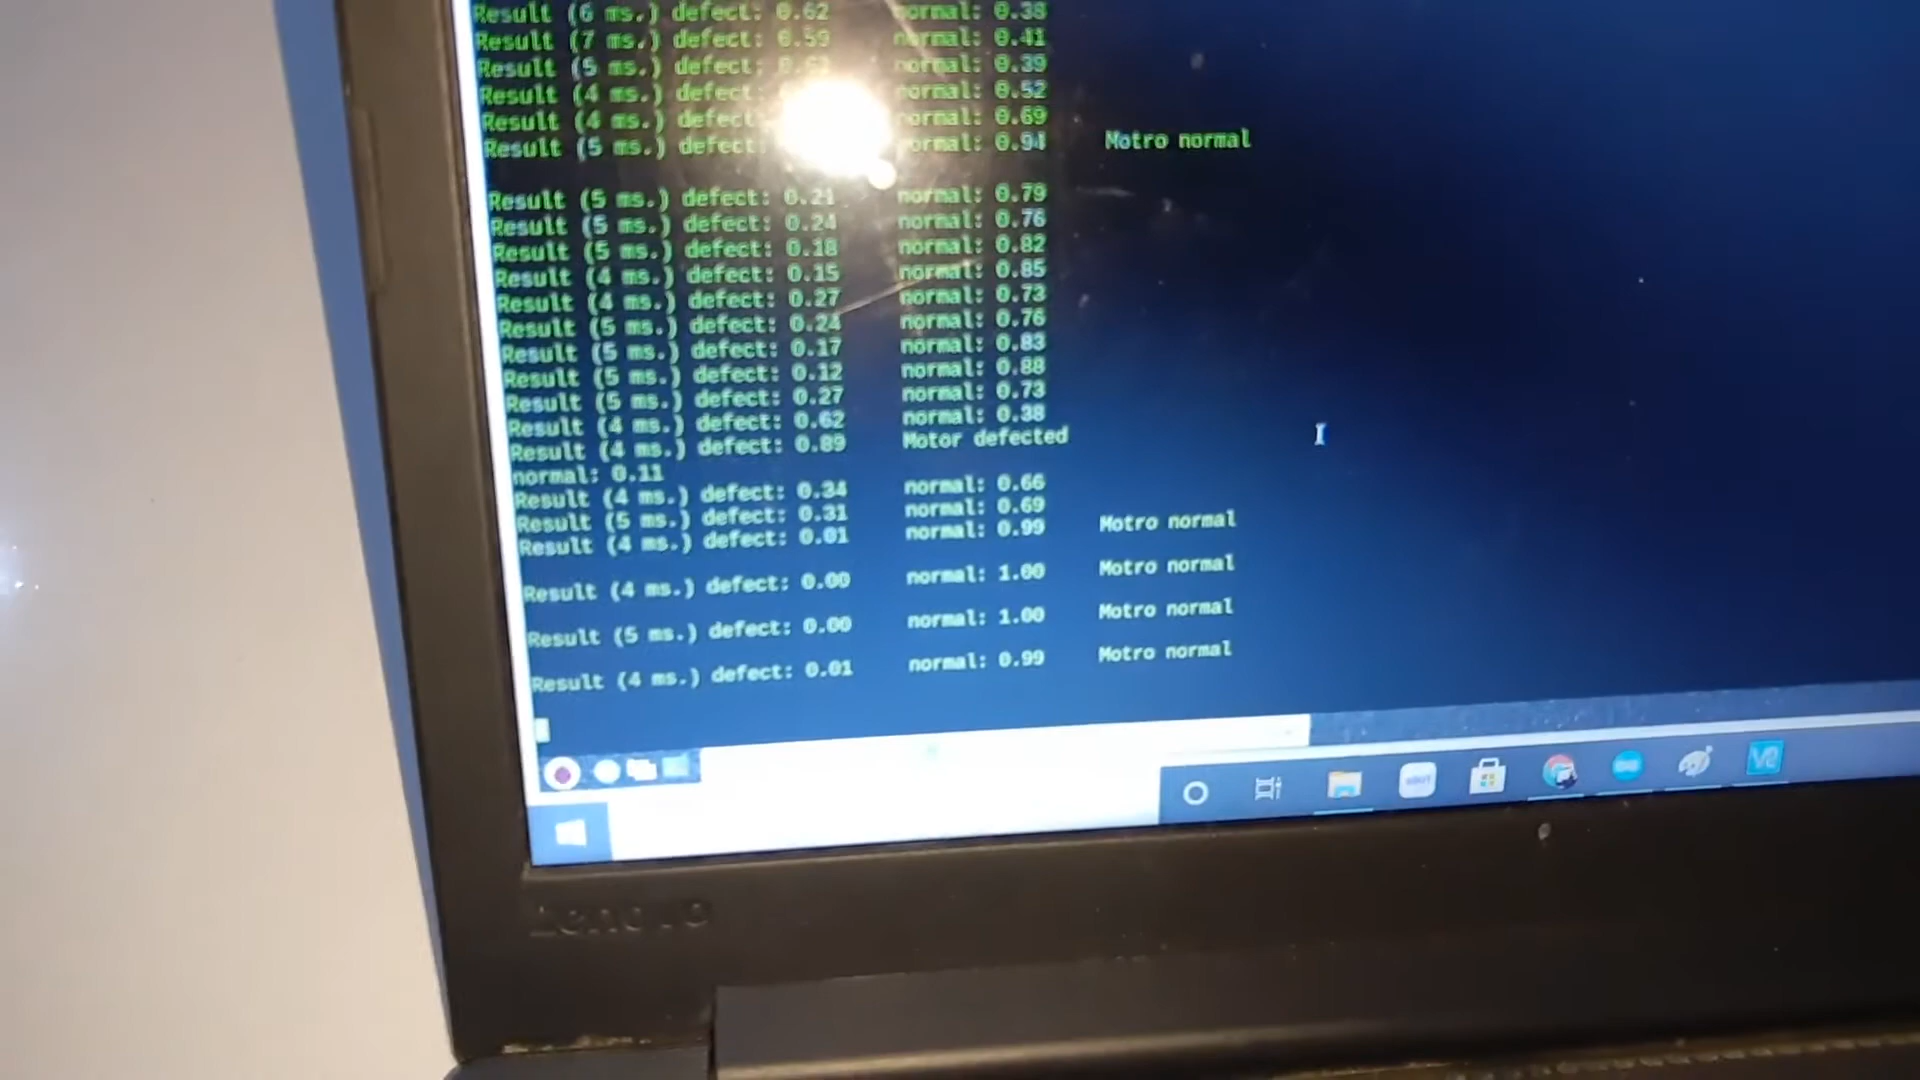 Result (6 ms.) defect: 0.62 normal: 0.38
Result (7 ms.) defect: 0.59 normal: 0.41
Result (5 ms.) defect: normal: 0.39
Result (4 ms.) defect normal: 0.52
Result (4 ms.) defect normal: 0.69
Result (5 ms.) defect normal: 0.94 Motro normal
Result (5 ms.) defect: 0.21 normal: 0.79
Result (5 ms.) defect: 0.24 normal: 0.76
Result (5 ms.) defect: 0.18 normal: 0.82
Result (4 ms.) defect: 0.15 normal: 0.85
Result (4 ms.) defect: 0.27 normal: 0.73
Result (5 ms.) defect: 0.24 normal: 0.76
Result (5 ms.) defect: 0.17 normal: 0.83
Result (5 ms.) defect: 0.12 normal: 0.88
Result (5 ms.) defect: 0.27 normal: 0.73
Result (4 ms.) defect: 0.62 normal: 0.38
Result (4 ms.) defect: 0.89 Motor defected
normal: 0.11
Result (4 ms.) defect: 0.34 normal: 0.66
Result (5 ms.) defect: 0.31 normal: 0.69
Result (4 ms.) defect: 0.01 normal: 0.99 Motro normal
Result (4 ms.) defect: 0.00 normal: 1.00 Motro normal
Result (5 ms.) defect: 0.00 normal: 1.00 Motro normal
Result (4 ms.) defect: 0.01 normal: 0.99 Motro normal
Lenovo